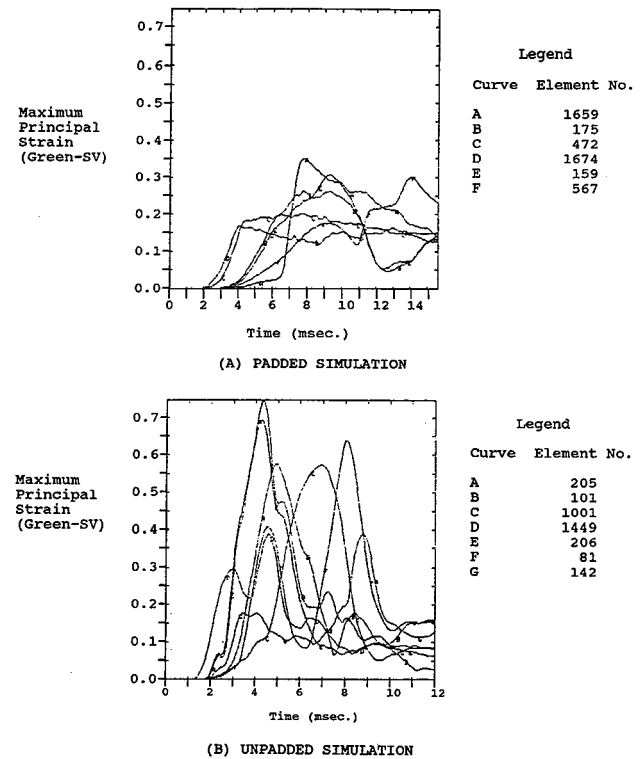 0.7
0.6
0.5
0.4
0.3
0.2
0.1
0.0
0 2 4 6 8 10 12 14
Maximum
Principal
Strain
(Green-SV)
Time (msec.)
Legend
Curve Element No.
A 1659
B 175
C 472
D 1674
E 159
F 567
(A) PADDED SIMULATION
0.7
0.6
0.5
0.4
0.3
0.2
0.1
0.0
0 2 4 6 8 10 12
Maximum
Principal
Strain
(Green-SV)
Time (msec.)
Legend
Curve Element No.
A 205
B 101
C 1001
D 1449
E 206
F 81
G 142
(B) UNPADDED SIMULATION